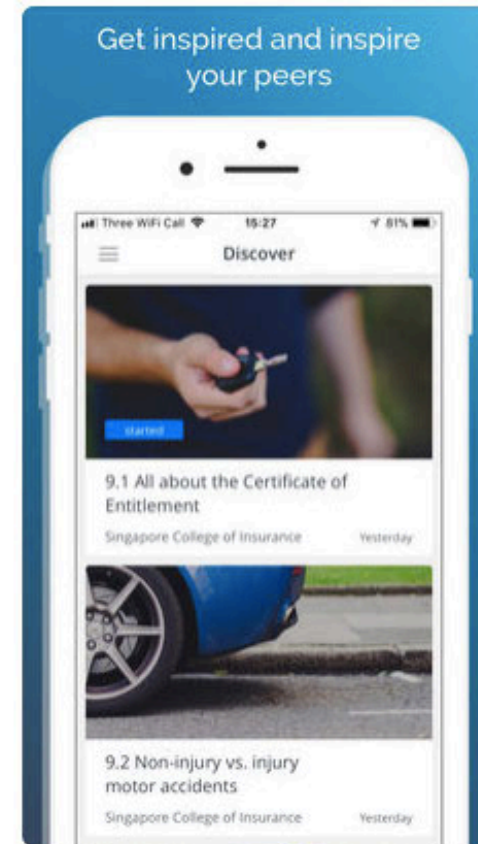 Get inspired and inspire
your peers
Three WiFi Call 15:27 81%
Discover
started
9.1 All about the Certificate of
Entitlement
Singapore College of Insurance Yesterday
9.2 Non-injury vs. injury
motor accidents
Singapore College of Insurance Yesterday